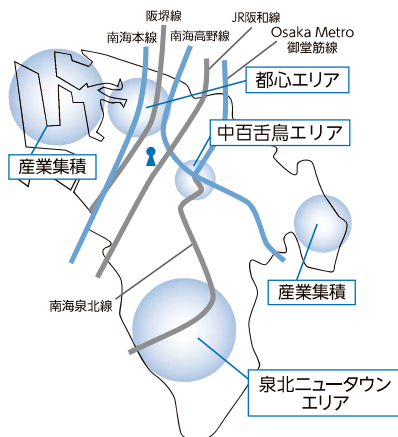 阪堺線
JR阪和線
南海本線
南海高野線
Osaka Metro
御堂筋線
都心エリア
中百舌鳥エリア
産業集積
産業集積
南海泉北線
泉北ニュータウン
エリア